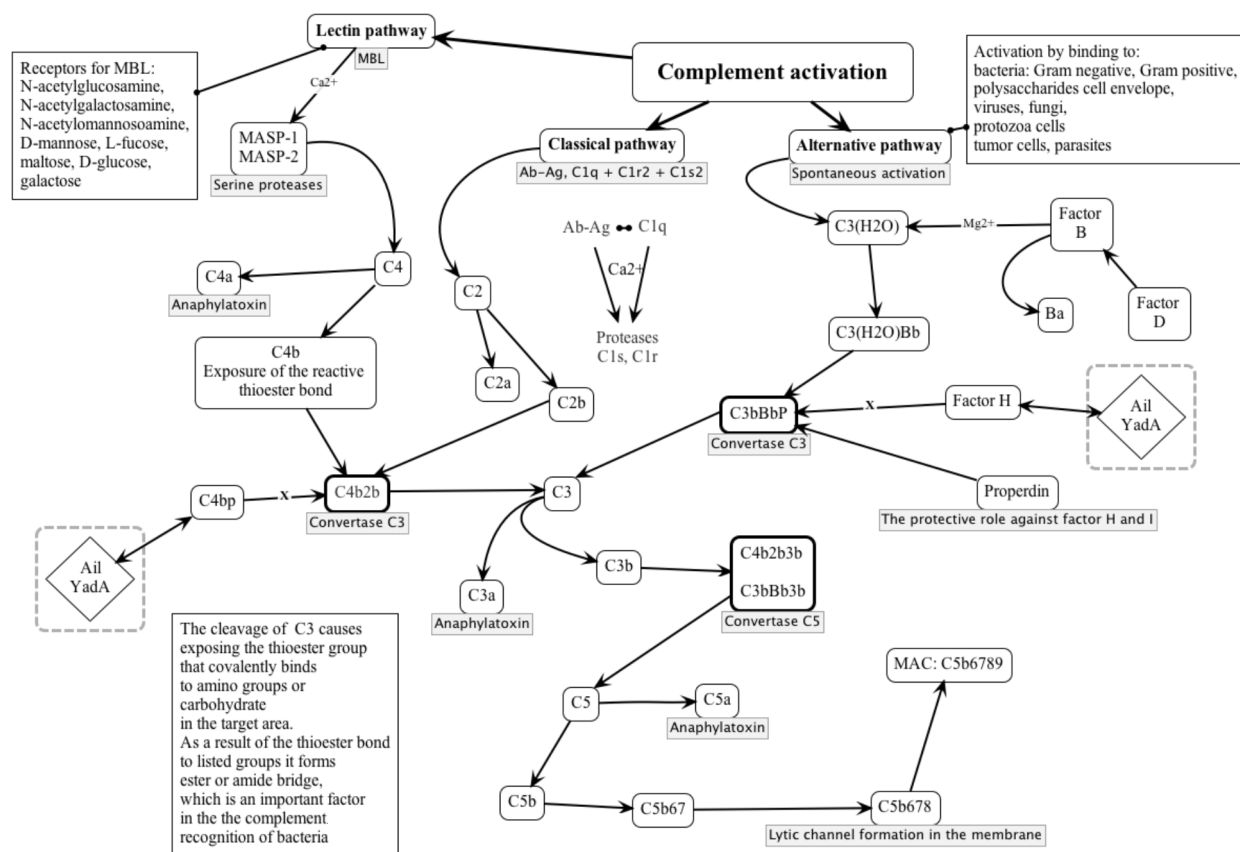 Lectin pathway
MBL
Complement activation
Activation by binding to:
bacteria: Gram negative, Gram positive,
polysaccharides cell envelope,
viruses, fungi,
protozoa cells
tumor cells, parasites
Receptors for MBL:
N-acetylglucosamine,
N-acetylgalactosamine,
N-acetylomannosoamine,
D-mannose, L-fucose,
maltose, D-glucose,
galactose
Ca2+
MASP-1
MASP-2
Serine proteases
Classical pathway
Ab-Ag, C1q + C1r2 + C1s2
Alternative pathway
Spontaneous activation
Ab-Ag
C1q
Ca2+
Proteases
C1s, C1r
C3(H2O)
Mg2+
Factor
B
C4a
Anaphylatoxin
C4
C2
Ba
Factor
D
C4b
Exposure of the reactive
thioester bond
C2a
C2b
C3(H2O)Bb
C3bBbP
Convertase C3
x
Factor H
Ail
YadA
C4bp
x
C4b2b
Convertase C3
C3
Properdin
The protective role against factor H and I
Ail
YadA
C3a
Anaphylatoxin
C3b
C4b2b3b
C3bBb3b
Convertase C5
The cleavage of C3 causes
exposing the thioester group
that covalently binds
to amino groups or
carbohydrate
in the target area.
As a result of the thioester bond
to listed groups it forms
ester or amide bridge,
which is an important factor
in the the complement
recognition of bacteria
MAC: C5b6789
C5
C5a
Anaphylatoxin
C5b
C5b67
C5b678
Lytic channel formation in the membrane